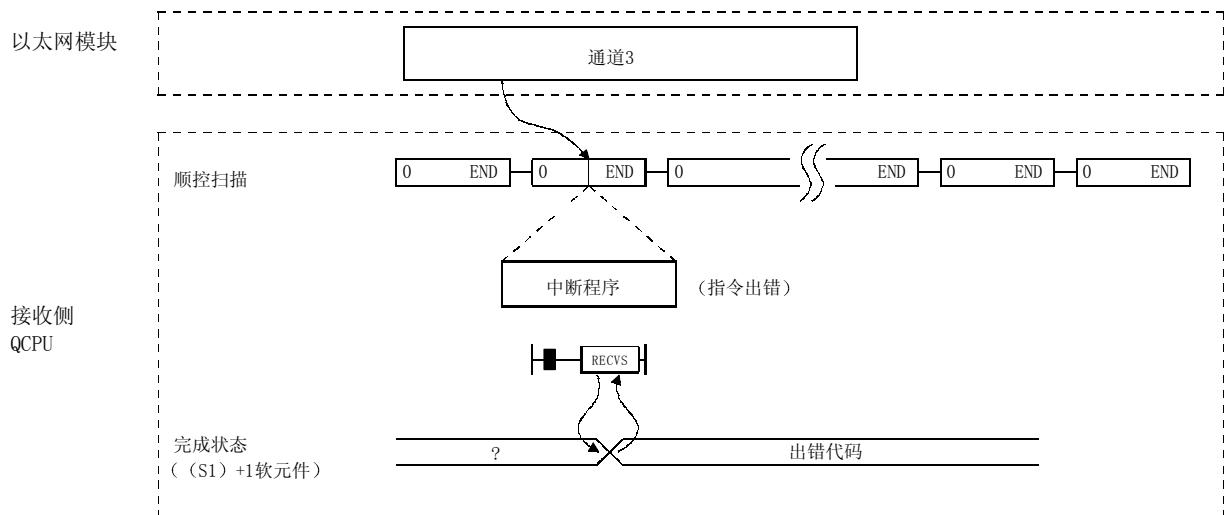 以太网模块
通道3
顺控扫描
0 END 0 END 0 END 0 END 0 END
中断程序 （指令出错）
接收侧
QCPU
RECVS
完成状态
（（S1）+1软元件）
? 出错代码